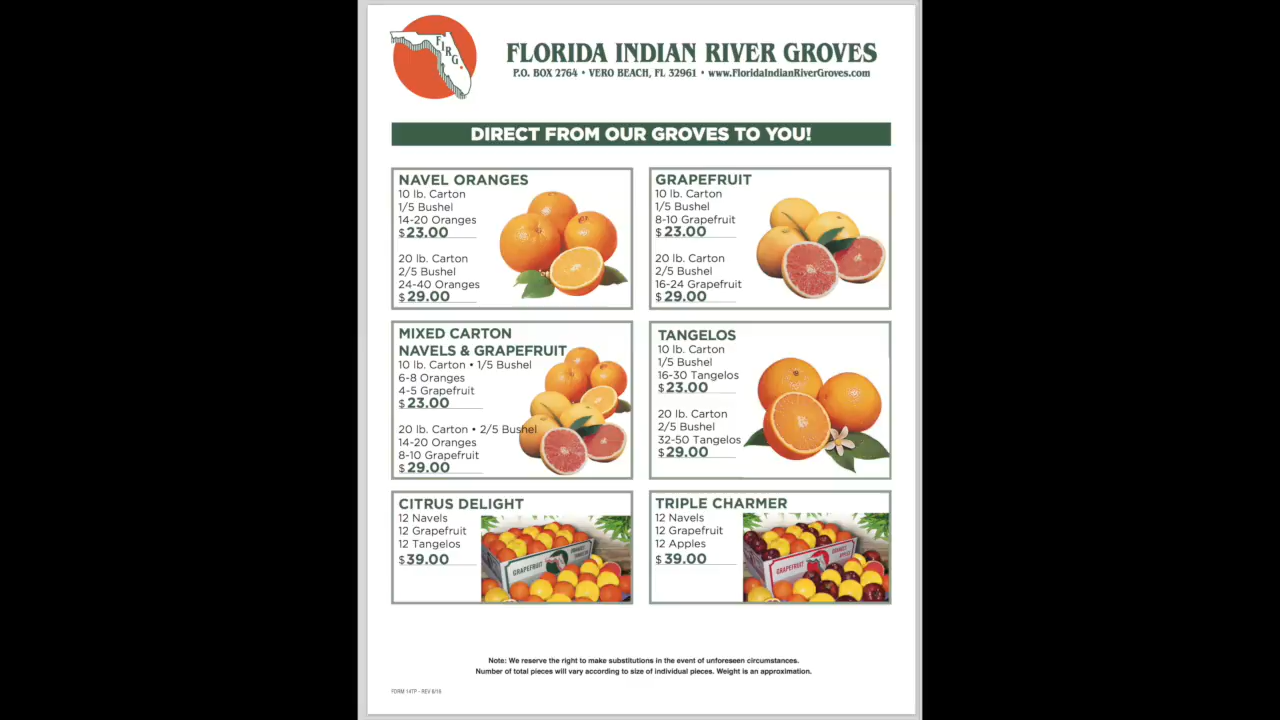 FIRG
FLORIDA INDIAN RIVER GROVES
P.O. BOX 2764 • VERO BEACH, FL 32961 • www.FloridaIndianRiverGroves.com
DIRECT FROM OUR GROVES TO YOU!
NAVEL ORANGES
10 lb. Carton
1/5 Bushel
14-20 Oranges
$23.00
20 lb. Carton
2/5 Bushel
24-40 Oranges
$29.00
GRAPEFRUIT
10 lb. Carton
1/5 Bushel
8-10 Grapefruit
$23.00
20 lb. Carton
2/5 Bushel
16-24 Grapefruit
$29.00
MIXED CARTON
NAVELS & GRAPEFRUIT
10 lb. Carton • 1/5 Bushel
6-8 Oranges
4-5 Grapefruit
$23.00
20 lb. Carton • 2/5 Bushel
14-20 Oranges
8-10 Grapefruit
$29.00
TANGELOS
10 lb. Carton
1/5 Bushel
16-30 Tangelos
$23.00
20 lb. Carton
2/5 Bushel
32-50 Tangelos
$29.00
CITRUS DELIGHT
12 Navels
12 Grapefruit
12 Tangelos
$39.00
GRAPEFRUIT
TRIPLE CHARMER
12 Navels
12 Grapefruit
12 Apples
$39.00
GRAPEFRUIT
Note: We reserve the right to make substitutions in the event of unforeseen circumstances.
Number of total pieces will vary according to size of individual pieces. Weight is an approximation.
FORM 14TP - REV 8/16